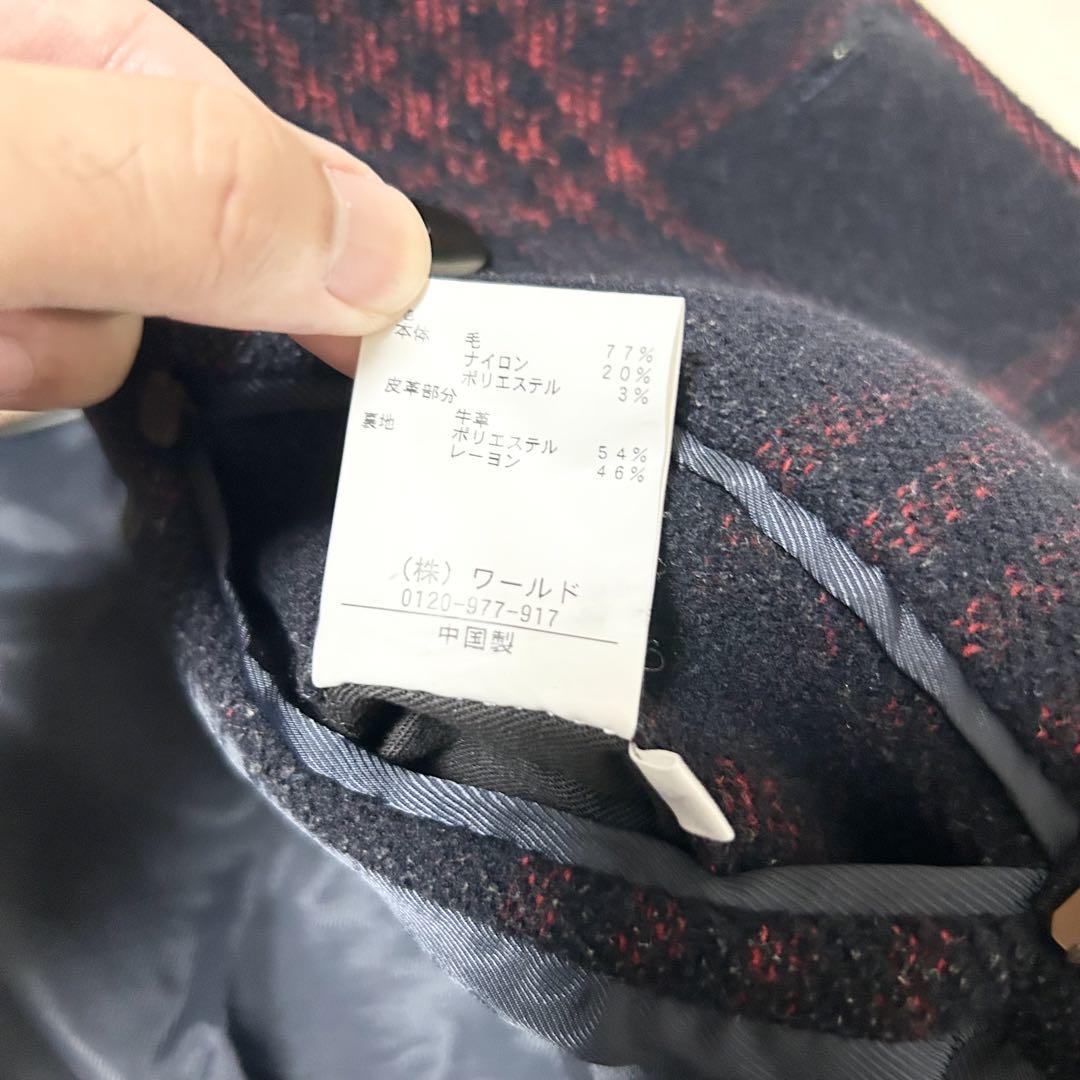 本体 毛 77%
ナイロン 20%
ポリエステル 3%
皮革部分
牛革
裏地 ポリエステル 54%
レーヨン 46%
(株) ワールド
0120-977-917
中国製